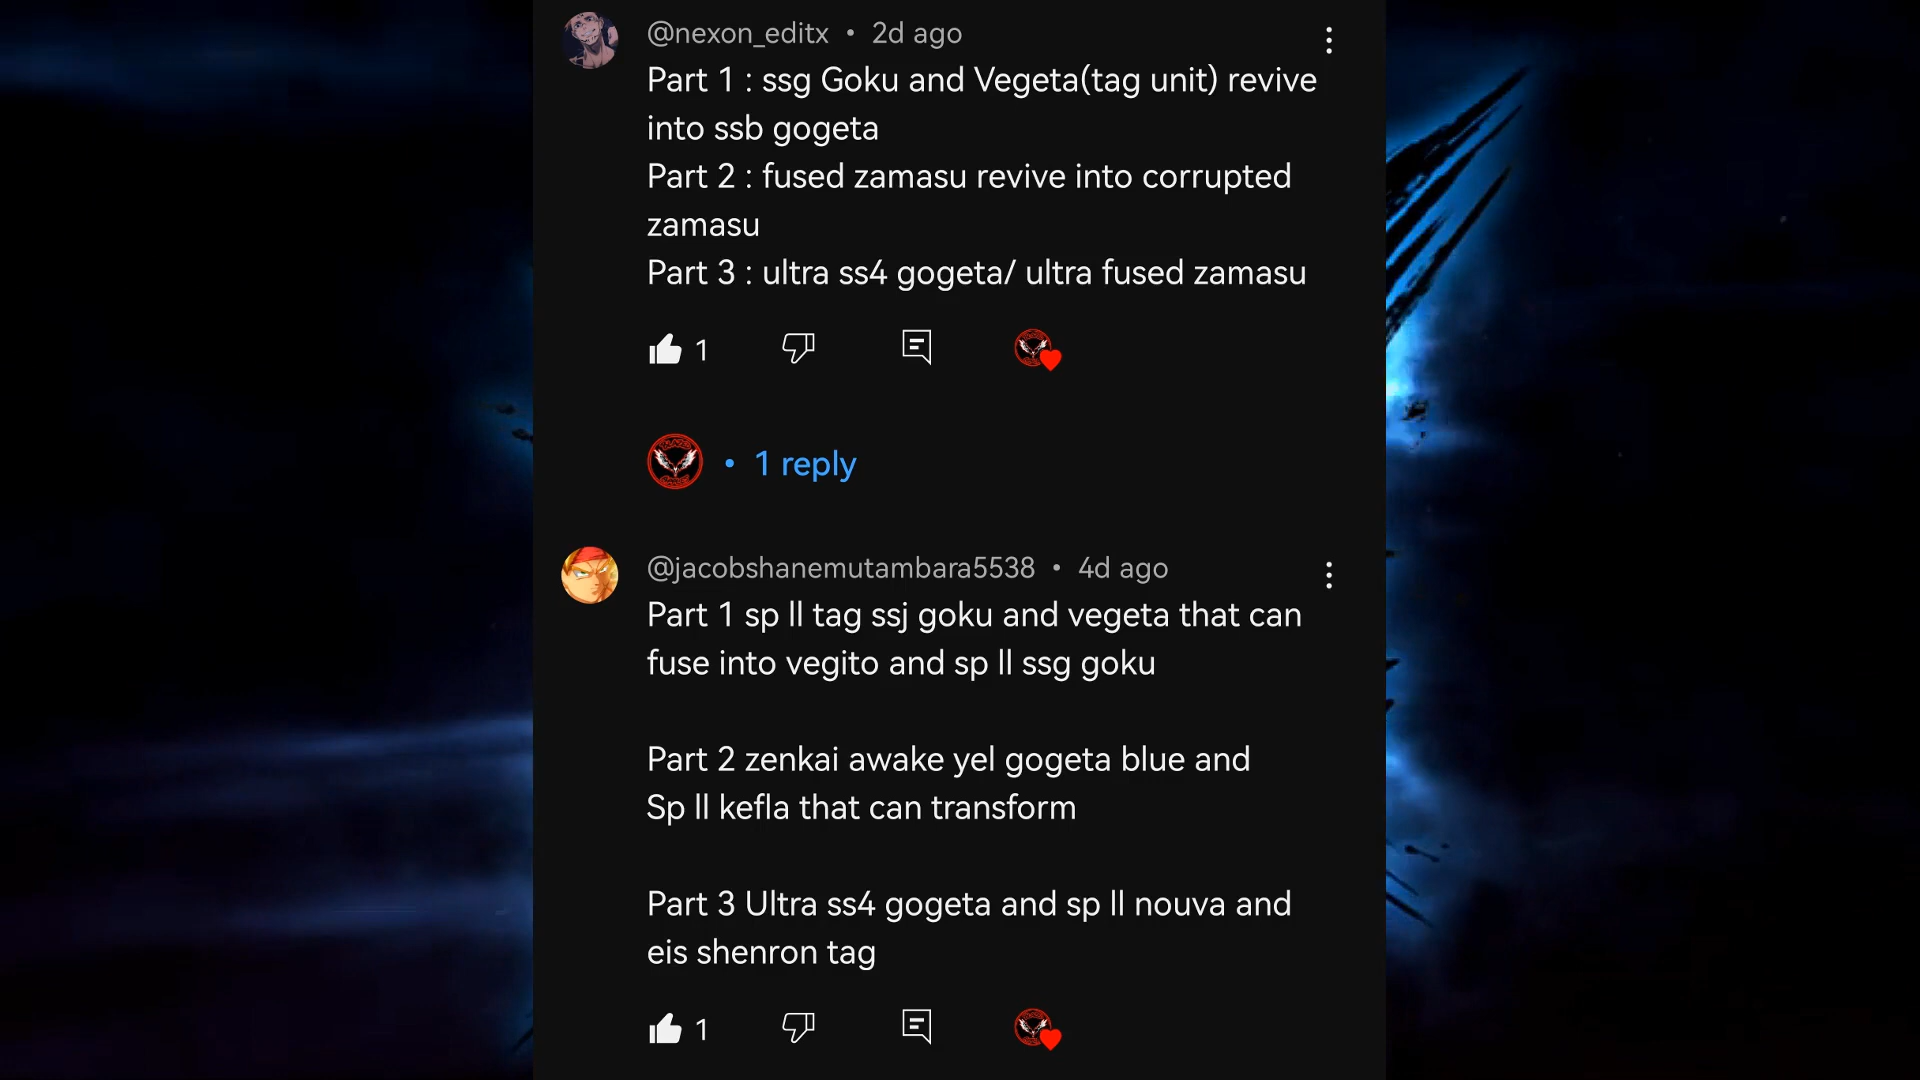 @nexon_editx • 2d ago
Part 1 : ssg Goku and Vegeta(tag unit) revive
into ssb gogeta
Part 2 : fused zamasu revive into corrupted
zamasu
Part 3 : ultra ss4 gogeta/ ultra fused zamasu
1
• 1 reply
@jacobshanemutambara5538 • 4d ago
Part 1 sp ll tag ssj goku and vegeta that can
fuse into vegito and sp ll ssg goku
Part 2 zenkai awake yel gogeta blue and
Sp ll kefla that can transform
Part 3 Ultra ss4 gogeta and sp ll nouva and
eis shenron tag
1